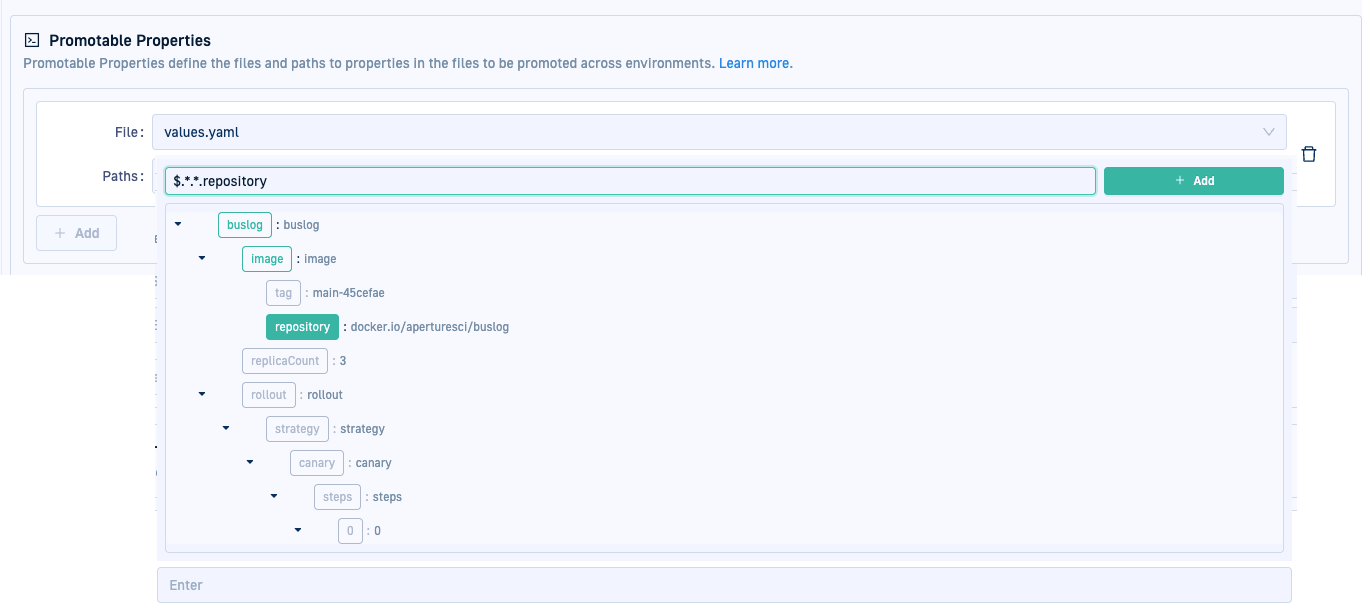 Promotable Properties
Promotable Properties define the files and paths to properties in the files to be promoted across environments. Learn more.
File: values.yaml
Paths:
$.*.*.repository + Add
+ Add
buslog : buslog
image : image
tag : main-45cefae
repository : docker.io/aperturesci/buslog
replicaCount : 3
rollout : rollout
strategy : strategy
canary : canary
steps : steps
0 : 0
Enter